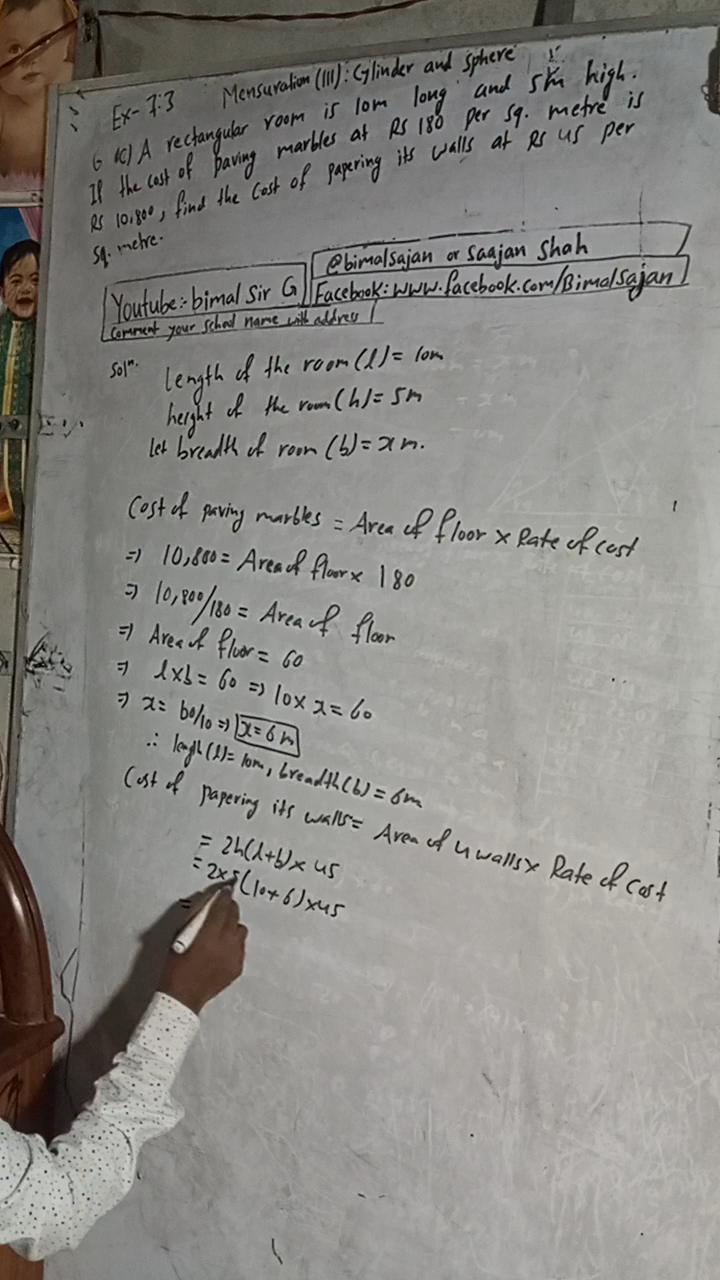 Ex- 7.3 Mensuration (III): Cylinder and sphere
6 (c) A rectangular room is 10m long and 5m high.
If the cost of paving marbles at Rs 180 per sq. metre is
Rs 10,800, find the cost of papering its walls at Rs 45 per
sq. metre.
@bimalsajan or Saajan Shah
Youtube:- bimal Sir G
Facebook: www.facebook.com/Bimalsajan
Comment your school name with address
Solⁿ.
Length of the room (l) = 10m
height of the room (h) = 5m
let breadth of room (b) = x m.
Cost of paving marbles = Area of floor × Rate of cost
=> 10,800 = Area of floor × 180
=> 10,800/180 = Area of floor
=> Area of floor = 60
=> l×b = 60 => 10 × x = 60
=> x = 60/10 => x = 6m
∴ length (l) = 10m, breadth (b) = 6m
Cost of papering its walls = Area of 4 walls × Rate of cost
= 2h(l+b) × 45
= 2×5(10+6)×45
=